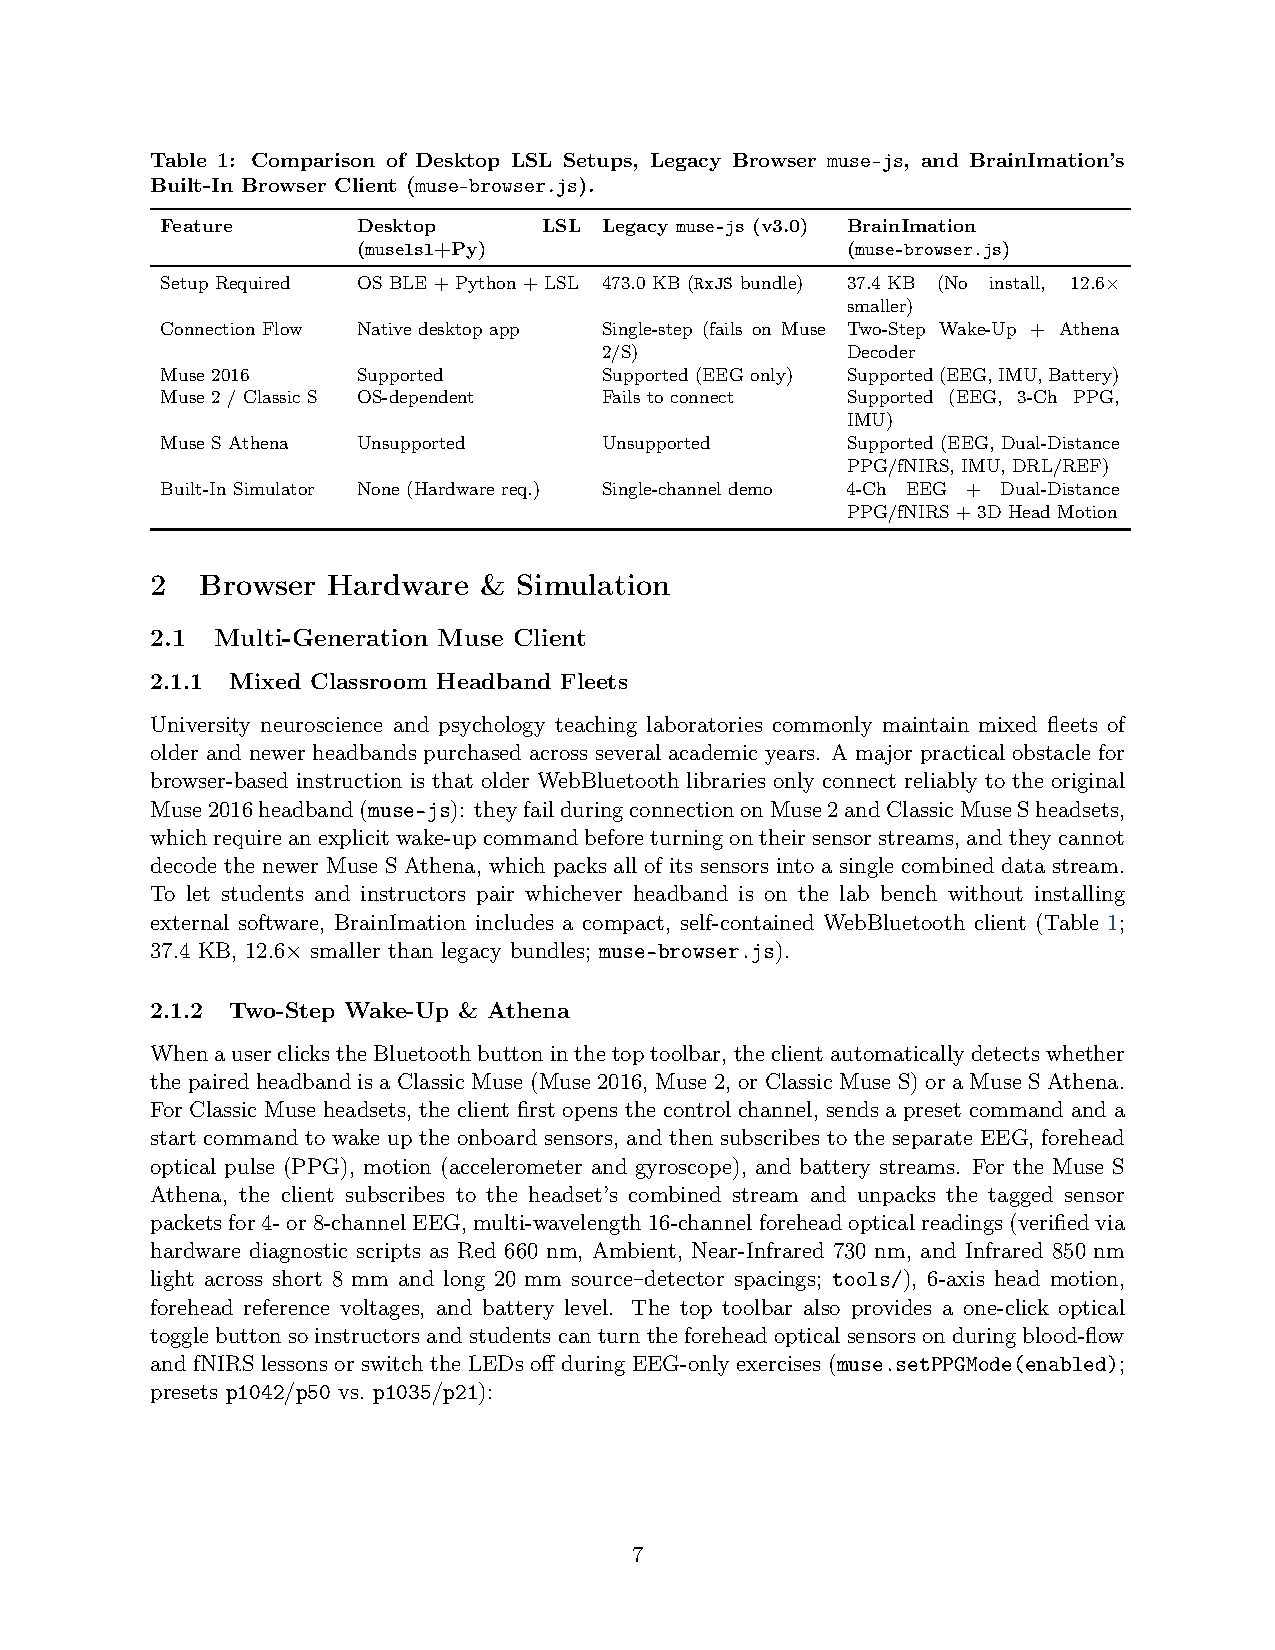 Table 1: Comparison of Desktop LSL Setups, Legacy Browser muse-js, and BrainImation's
Built-In Browser Client (muse-browser.js).
Feature Desktop LSL Legacy muse-js (v3.0) BrainImation
(muselsl+Py) (muse-browser.js)
Setup Required OS BLE + Python + LSL 473.0 KB (RxJS bundle) 37.4 KB (No install, 12.6×
smaller)
Connection Flow Native desktop app Single-step (fails on Muse Two-Step Wake-Up + Athena
2/S) Decoder
Muse 2016 Supported Supported (EEG only) Supported (EEG, IMU, Battery)
Muse 2 / Classic S OS-dependent Fails to connect Supported (EEG, 3-Ch PPG,
IMU)
Muse S Athena Unsupported Unsupported Supported (EEG, Dual-Distance
PPG/fNIRS, IMU, DRL/REF)
Built-In Simulator None (Hardware req.) Single-channel demo 4-Ch EEG + Dual-Distance
PPG/fNIRS + 3D Head Motion
2 Browser Hardware & Simulation
2.1 Multi-Generation Muse Client
2.1.1 Mixed Classroom Headband Fleets
University neuroscience and psychology teaching laboratories commonly maintain mixed fleets of
older and newer headbands purchased across several academic years. A major practical obstacle for
browser-based instruction is that older WebBluetooth libraries only connect reliably to the original
Muse 2016 headband (muse-js): they fail during connection on Muse 2 and Classic Muse S headsets,
which require an explicit wake-up command before turning on their sensor streams, and they cannot
decode the newer Muse S Athena, which packs all of its sensors into a single combined data stream.
To let students and instructors pair whichever headband is on the lab bench without installing
external software, BrainImation includes a compact, self-contained WebBluetooth client (Table 1;
37.4 KB, 12.6× smaller than legacy bundles; muse-browser.js).
2.1.2 Two-Step Wake-Up & Athena
When a user clicks the Bluetooth button in the top toolbar, the client automatically detects whether
the paired headband is a Classic Muse (Muse 2016, Muse 2, or Classic Muse S) or a Muse S Athena.
For Classic Muse headsets, the client first opens the control channel, sends a preset command and a
start command to wake up the onboard sensors, and then subscribes to the separate EEG, forehead
optical pulse (PPG), motion (accelerometer and gyroscope), and battery streams. For the Muse S
Athena, the client subscribes to the headset's combined stream and unpacks the tagged sensor
packets for 4- or 8-channel EEG, multi-wavelength 16-channel forehead optical readings (verified via
hardware diagnostic scripts as Red 660 nm, Ambient, Near-Infrared 730 nm, and Infrared 850 nm
light across short 8 mm and long 20 mm source–detector spacings; tools/), 6-axis head motion,
forehead reference voltages, and battery level. The top toolbar also provides a one-click optical
toggle button so instructors and students can turn the forehead optical sensors on during blood-flow
and fNIRS lessons or switch the LEDs off during EEG-only exercises (muse.setPPGMode(enabled);
presets p1042/p50 vs. p1035/p21):
7